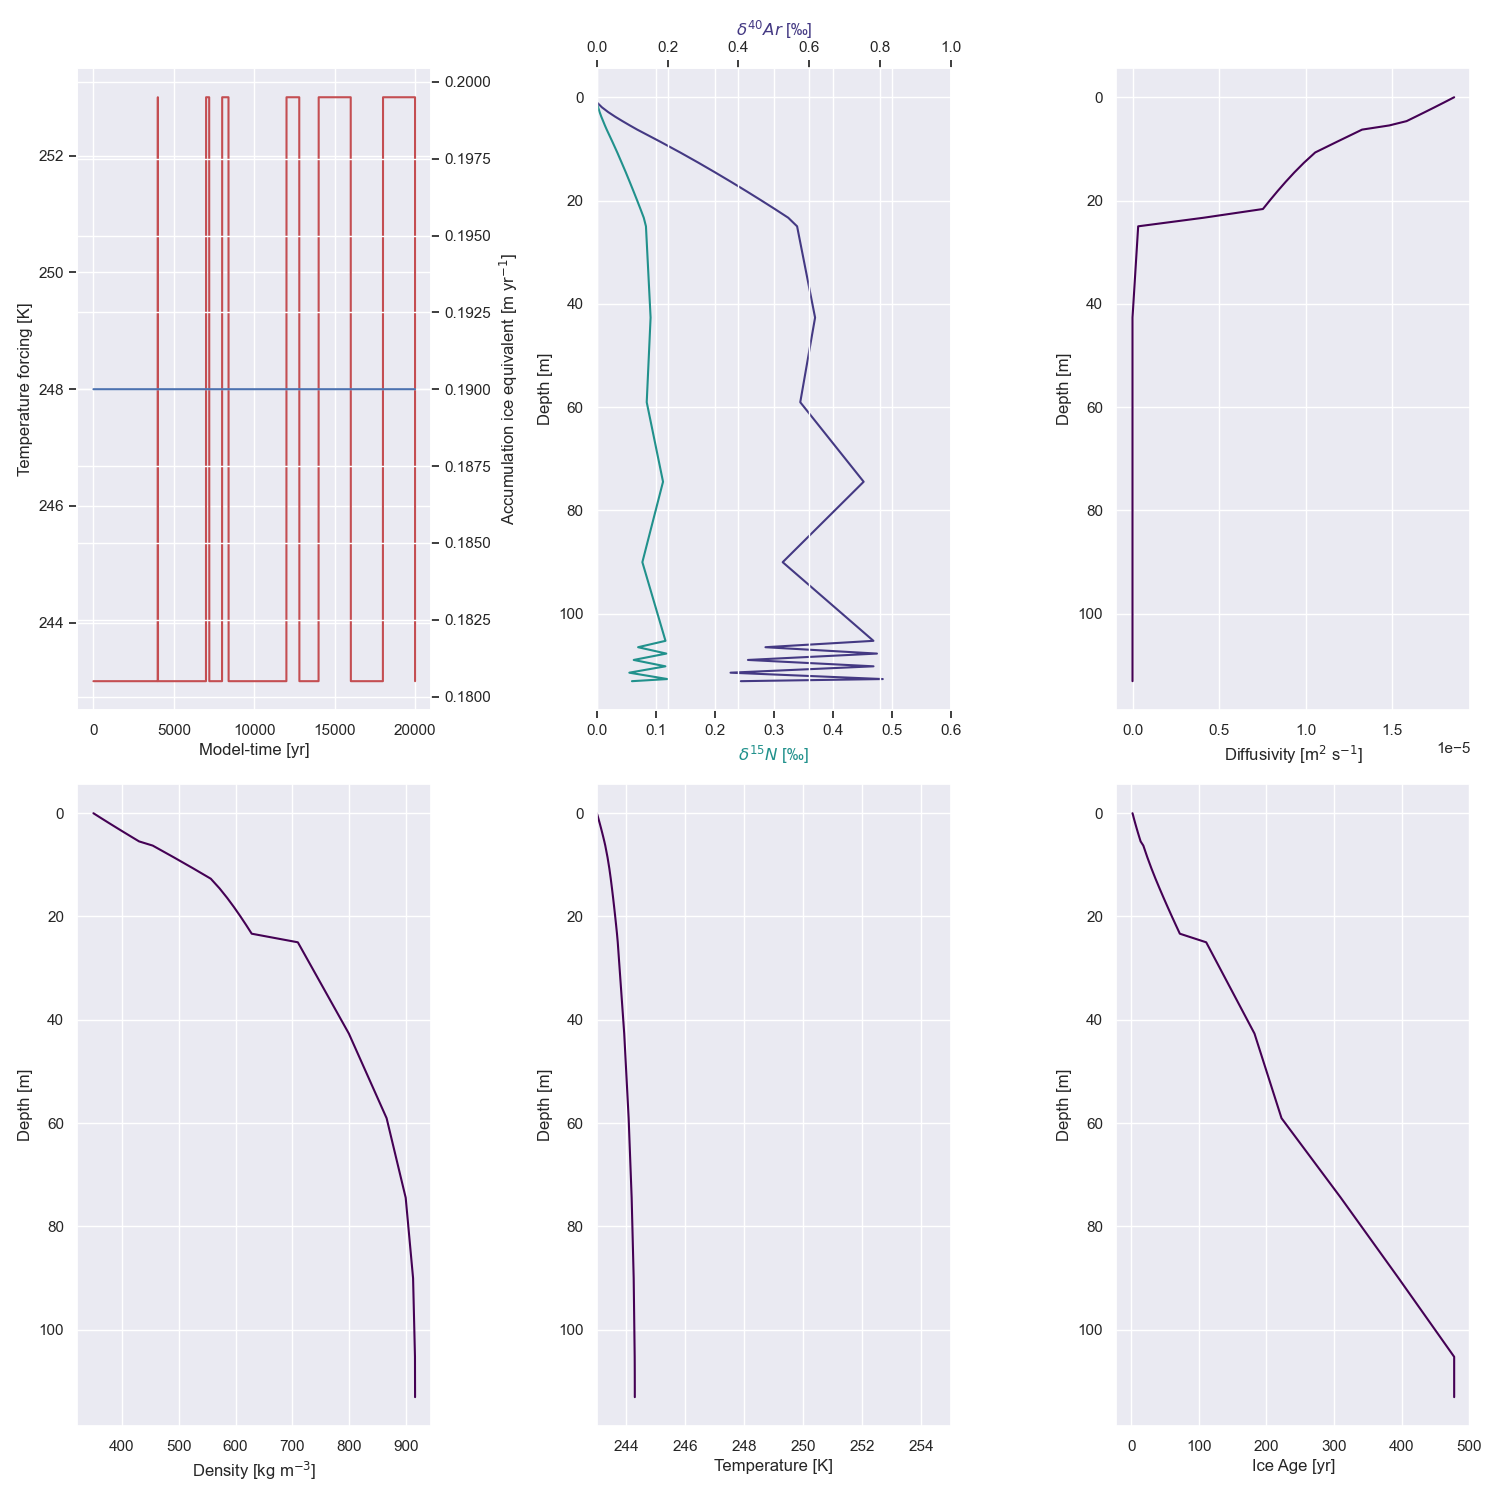 Temperature forcing [K]
252
250
248
246
244
0.2000
0.1975
0.1950
0.1925
0.1900
0.1875
0.1850
0.1825
0.1800
Accumulation ice equivalent [m yr⁻¹]
0 5000 10000 15000 20000
Model-time [yr]
δ⁴⁰Ar [‰]
0.0 0.2 0.4 0.6 0.8 1.0
Depth [m]
0
20
40
60
80
100
0.0 0.1 0.2 0.3 0.4 0.5 0.6
δ¹⁵N [‰]
Depth [m]
0
20
40
60
80
100
0.0 0.5 1.0 1.5
1e-5
Diffusivity [m² s⁻¹]
Depth [m]
0
20
40
60
80
100
400 500 600 700 800 900
Density [kg m⁻³]
Depth [m]
0
20
40
60
80
100
244 246 248 250 252 254
Temperature [K]
Depth [m]
0
20
40
60
80
100
0 100 200 300 400 500
Ice Age [yr]